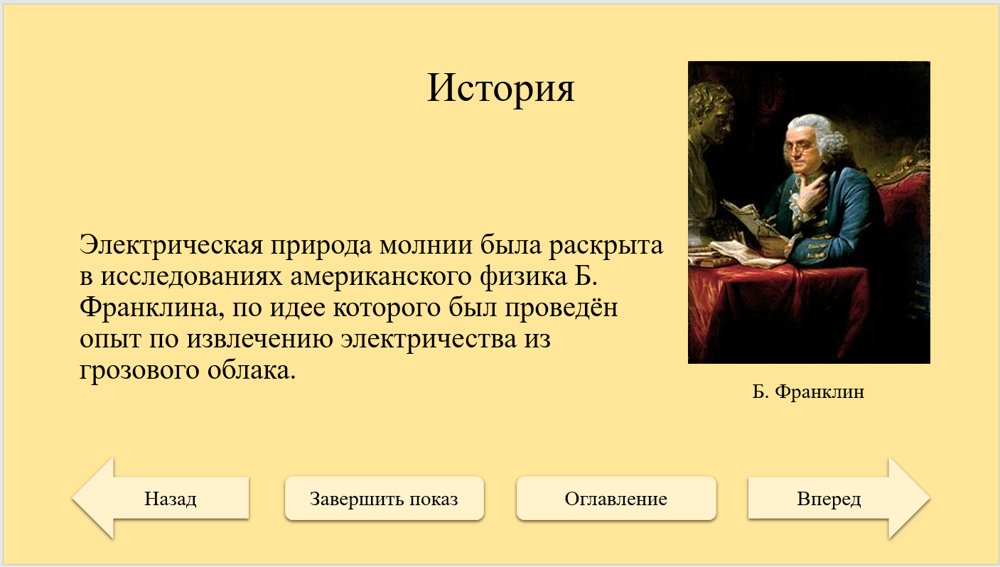 История
Электрическая природа молнии была раскрыта
в исследованиях американского физика Б.
Франклина, по идее которого был проведён
опыт по извлечению электричества из
грозового облака.
Б. Франклин
Назад
Завершить показ
Оглавление
Вперед